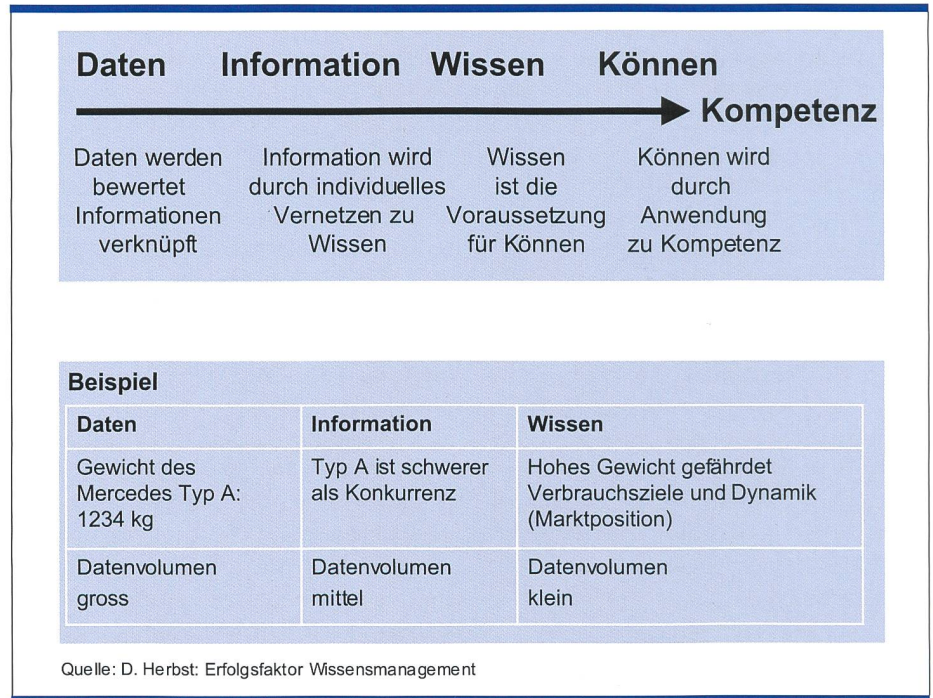 Daten Information Wissen Können
Kompetenz
Daten werden
bewertet
Informationen
verknüpft
Information wird
durch individuelles
Vernetzen zu
Wissen
Wissen
ist die
Voraussetzung
für Können
Können wird
durch
Anwendung
zu Kompetenz
Beispiel
Daten
Information
Wissen
Gewicht des
Mercedes Typ A:
1234 kg
Typ A ist schwerer
als Konkurrenz
Hohes Gewicht gefährdet
Verbrauchsziele und Dynamik
(Marktposition)
Datenvolumen
gross
Datenvolumen
mittel
Datenvolumen
klein
Quelle: D. Herbst: Erfolgsfaktor Wissensmanagement